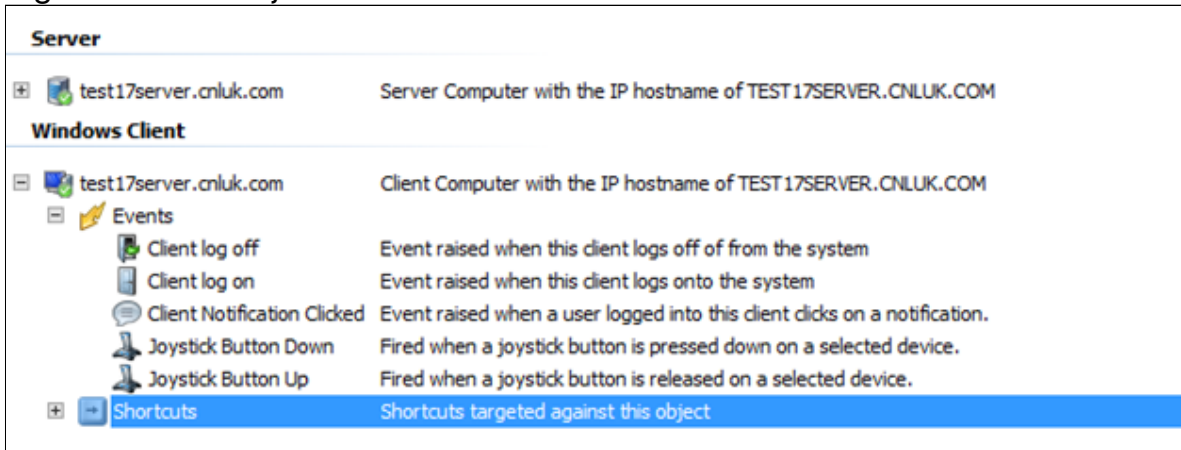 Server
test17server.cnluk.com Server Computer with the IP hostname of TEST17SERVER.CNLUK.COM
Windows Client
test17server.cnluk.com Client Computer with the IP hostname of TEST17SERVER.CNLUK.COM
Events
Client log off Event raised when this client logs off of from the system
Client log on Event raised when this client logs onto the system
Client Notification Clicked Event raised when a user logged into this client clicks on a notification.
Joystick Button Down Fired when a joystick button is pressed down on a selected device.
Joystick Button Up Fired when a joystick button is released on a selected device.
Shortcuts Shortcuts targeted against this object